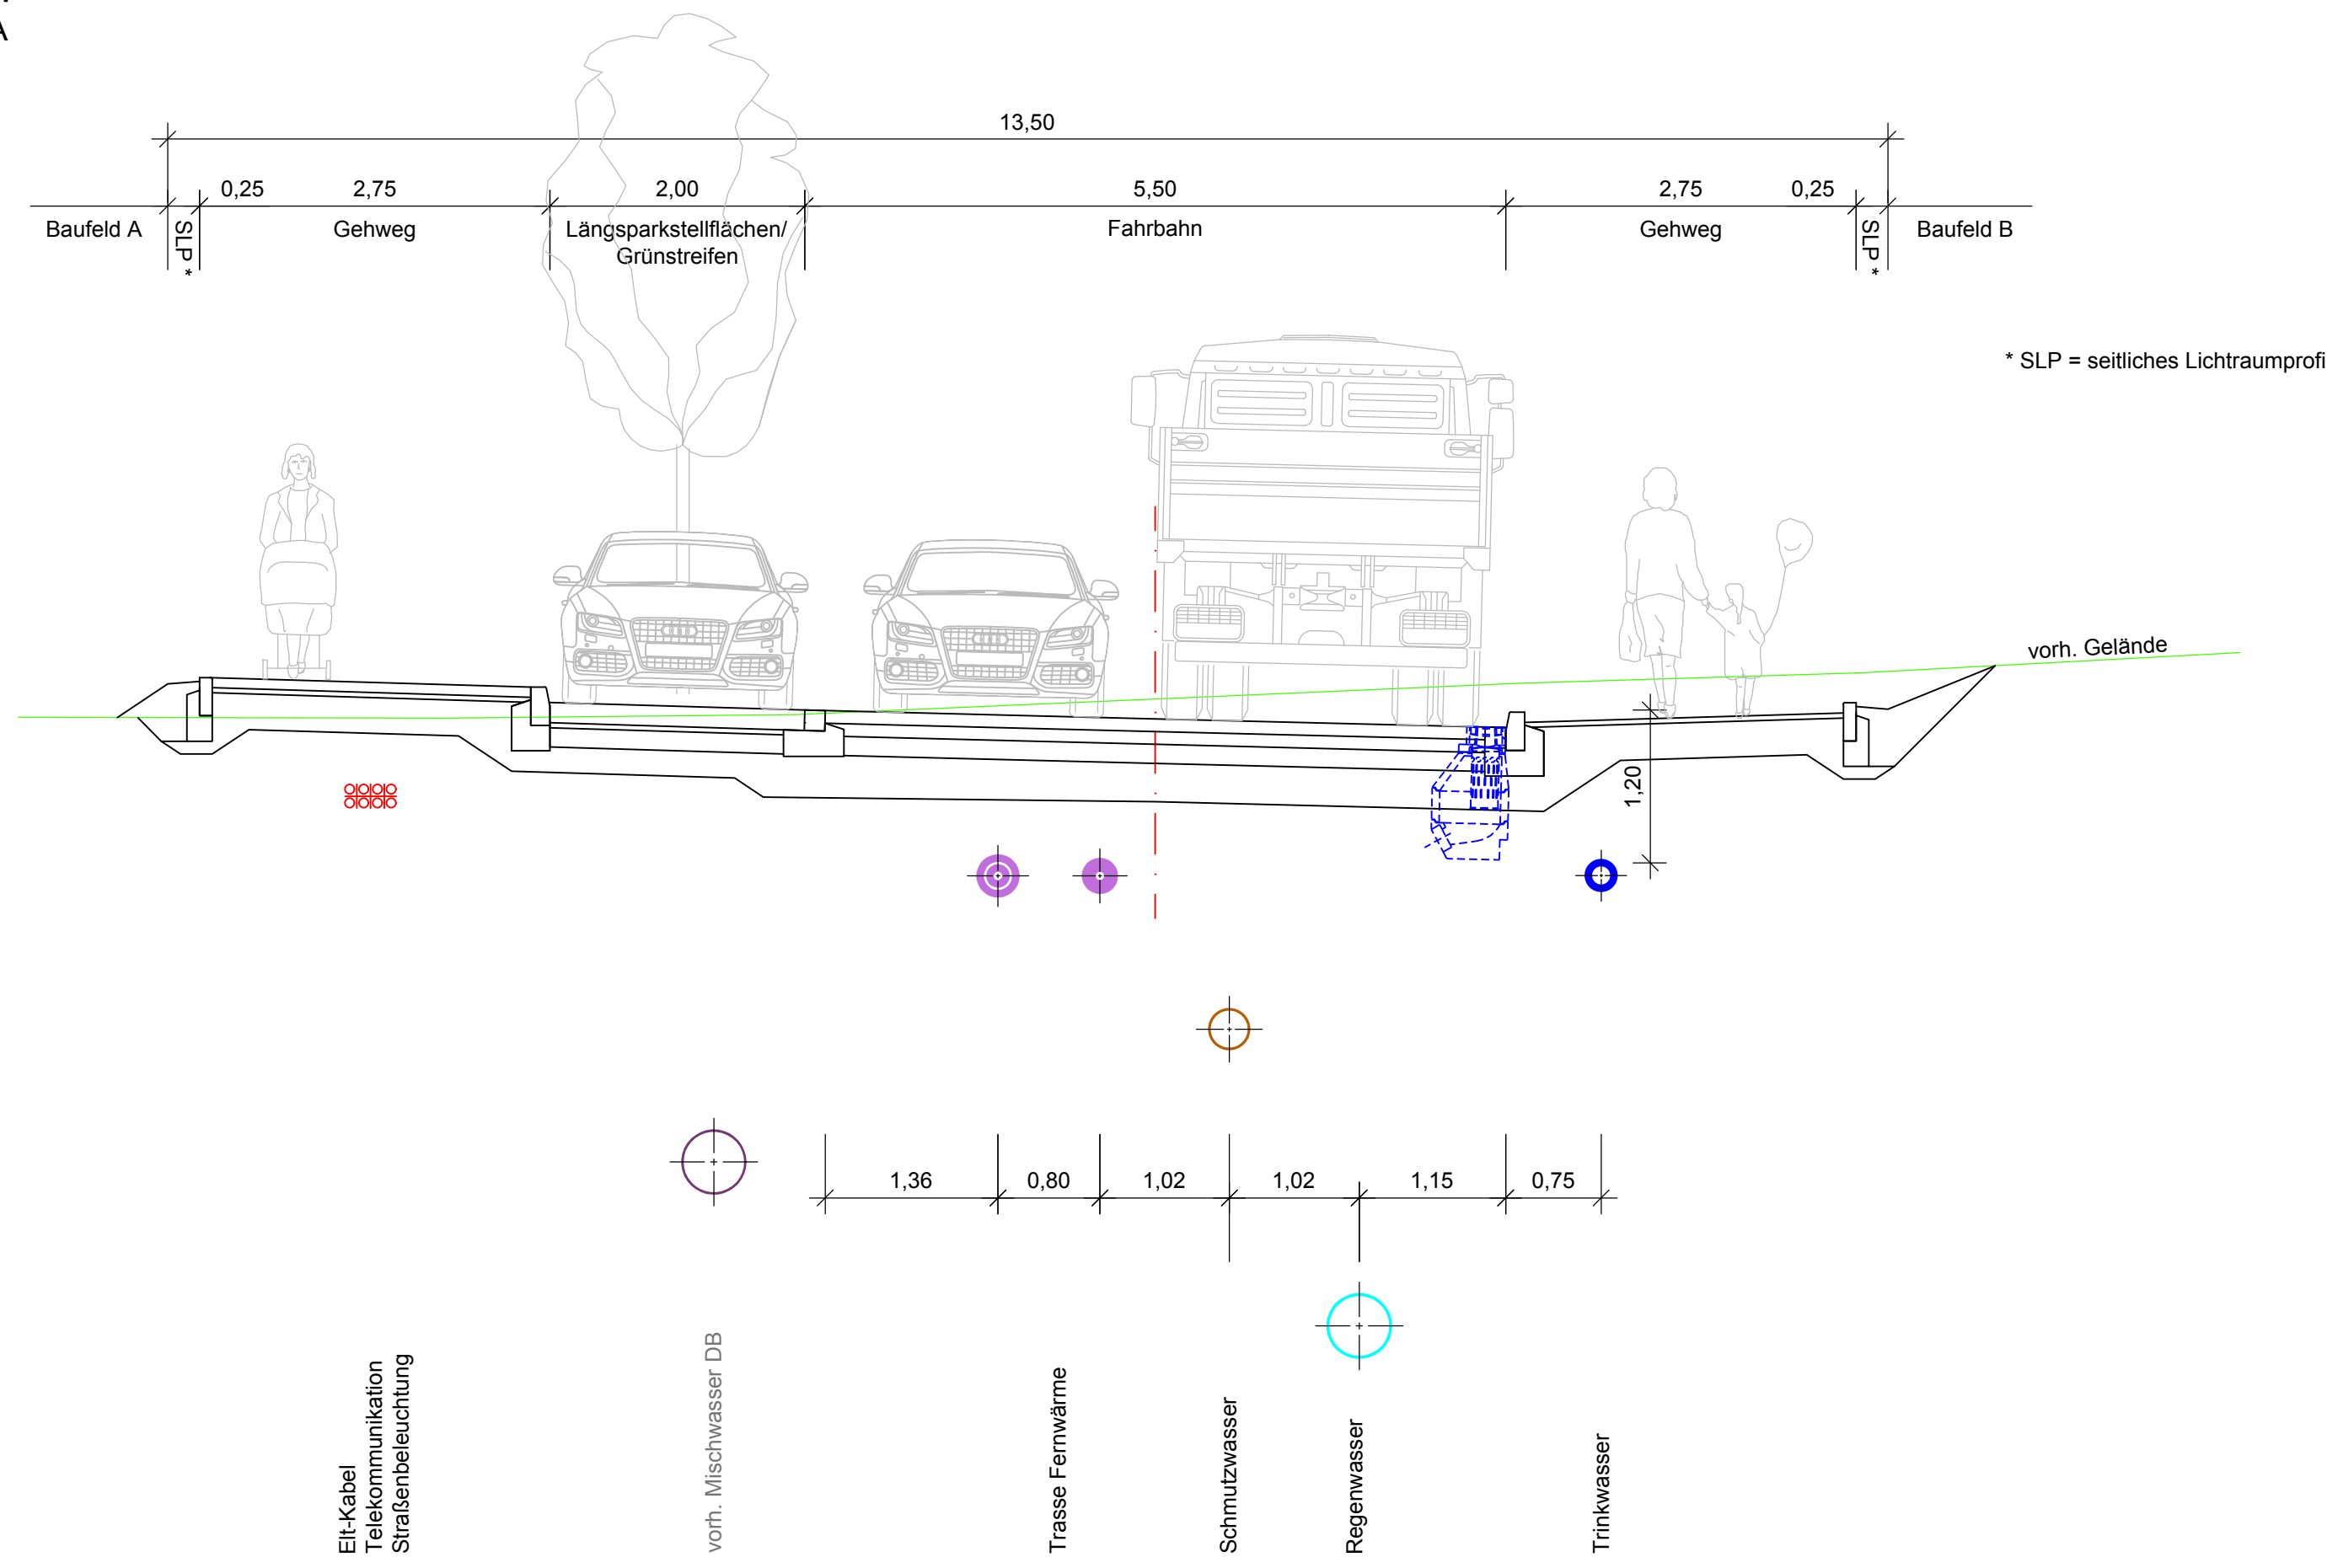 A
13,50
0,25 2,75 2,00 5,50 2,75 0,25
Baufeld A SLP * Gehweg Längsparkstellflächen/ Fahrbahn Gehweg SLP * Baufeld B
Grünstreifen
* SLP = seitliches Lichtraumprofi
vorh. Gelände
1,20
1,36 0,80 1,02 1,02 1,15 0,75
Elt-Kabel
Telekommunikation
Straßenbeleuchtung
vorh. Mischwasser DB
Trasse Fernwärme
Schmutzwasser
Regenwasser
Trinkwasser